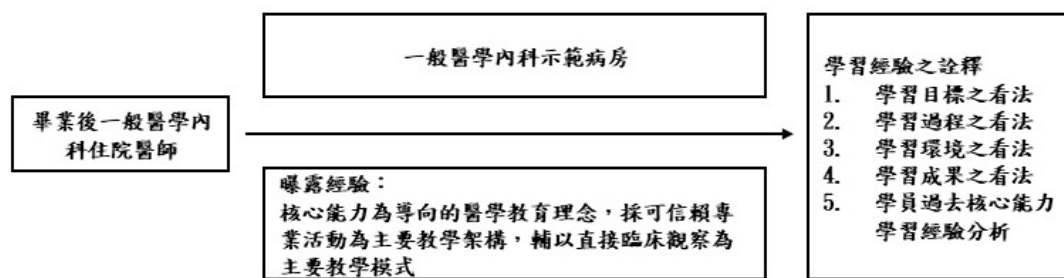 畢業後一般醫學內
科住院醫師
一般醫學內科示範病房
曝露經驗：
核心能力為導向的醫學教育理念，採可信賴專
業活動為主要教學架構，輔以直接臨床觀察為
主要教學模式
學習經驗之詮釋
1. 學習目標之看法
2. 學習過程之看法
3. 學習環境之看法
4. 學習成果之看法
5. 學員過去核心能力
學習經驗分析